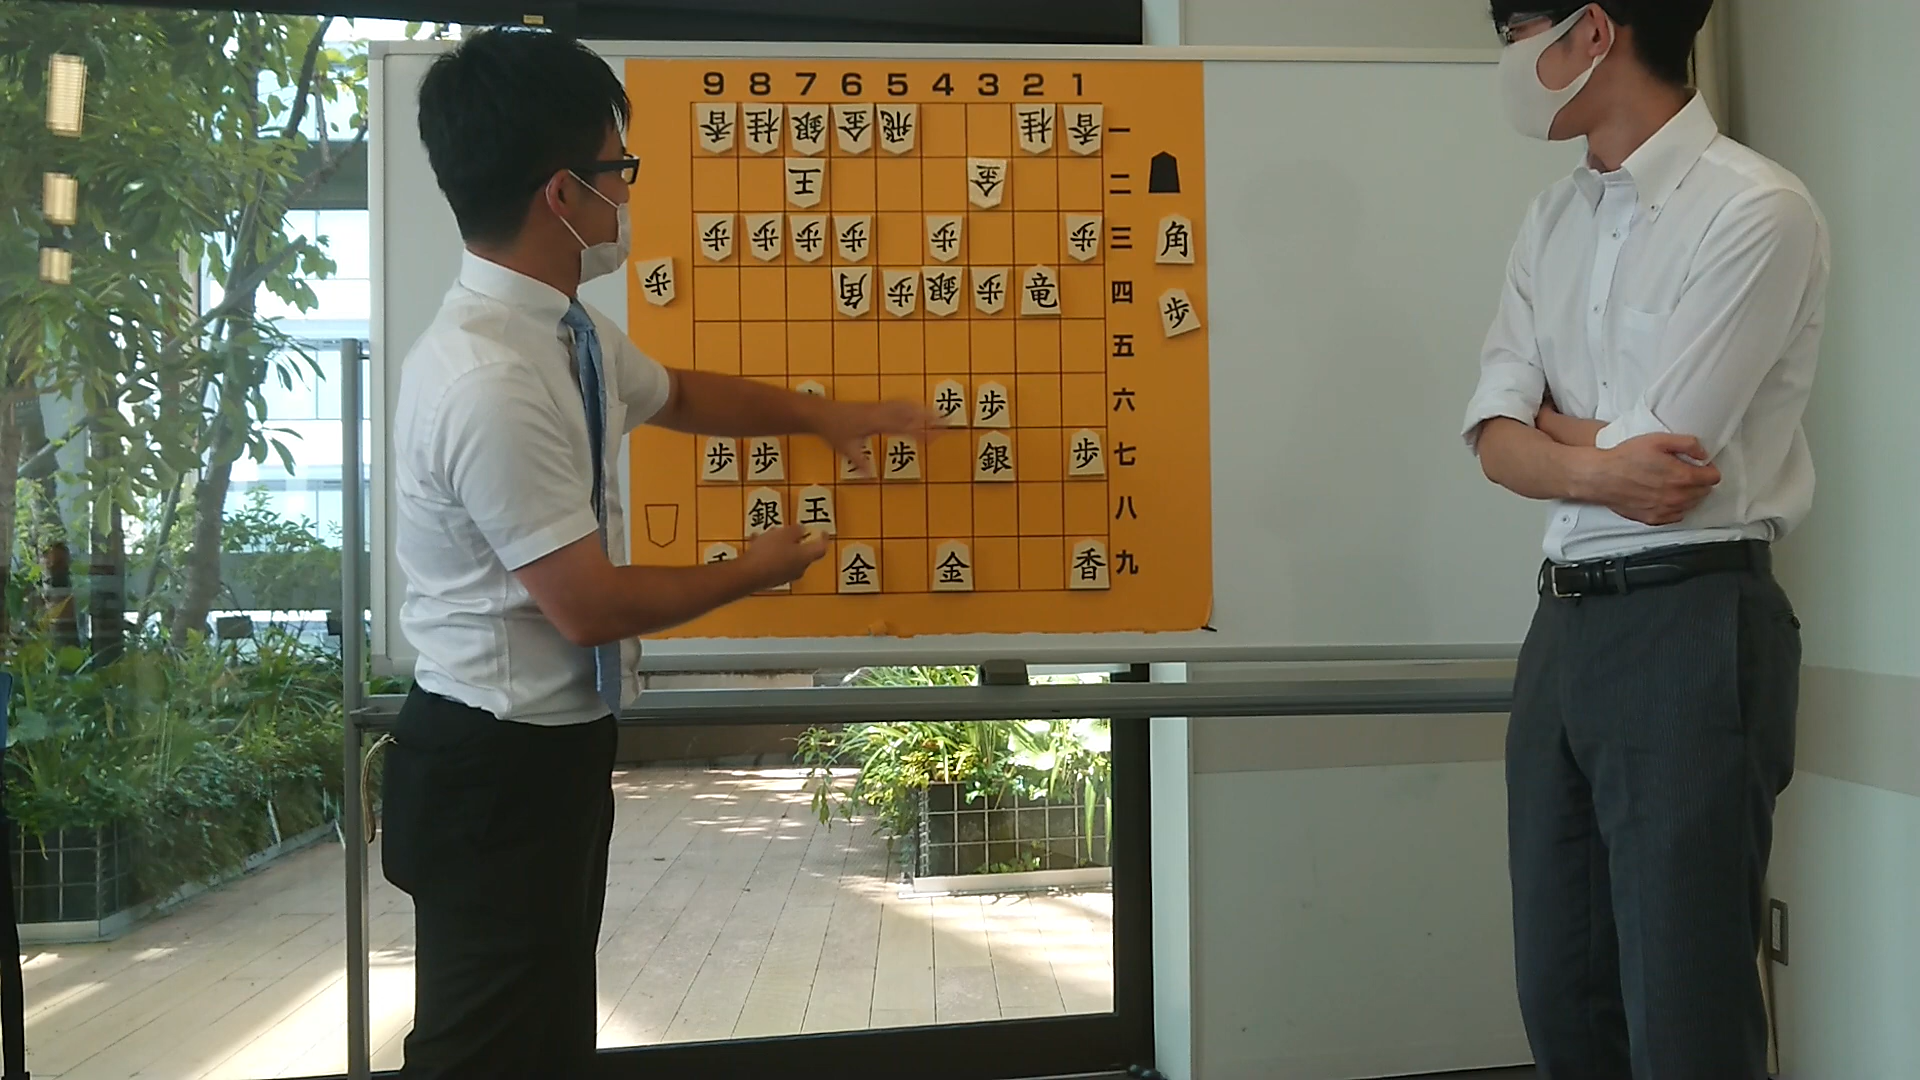 9 8 7 6 5 4 3 2 1
香 桂 銀 金 飛 桂 香 一
王 金 二
歩 歩 歩 歩 歩 歩 三
角
歩 角 歩 銀 歩 竜 四
歩
五
歩 歩 六
歩 歩 歩 歩 銀 歩 七
銀 玉 八
香 金 金 香 九